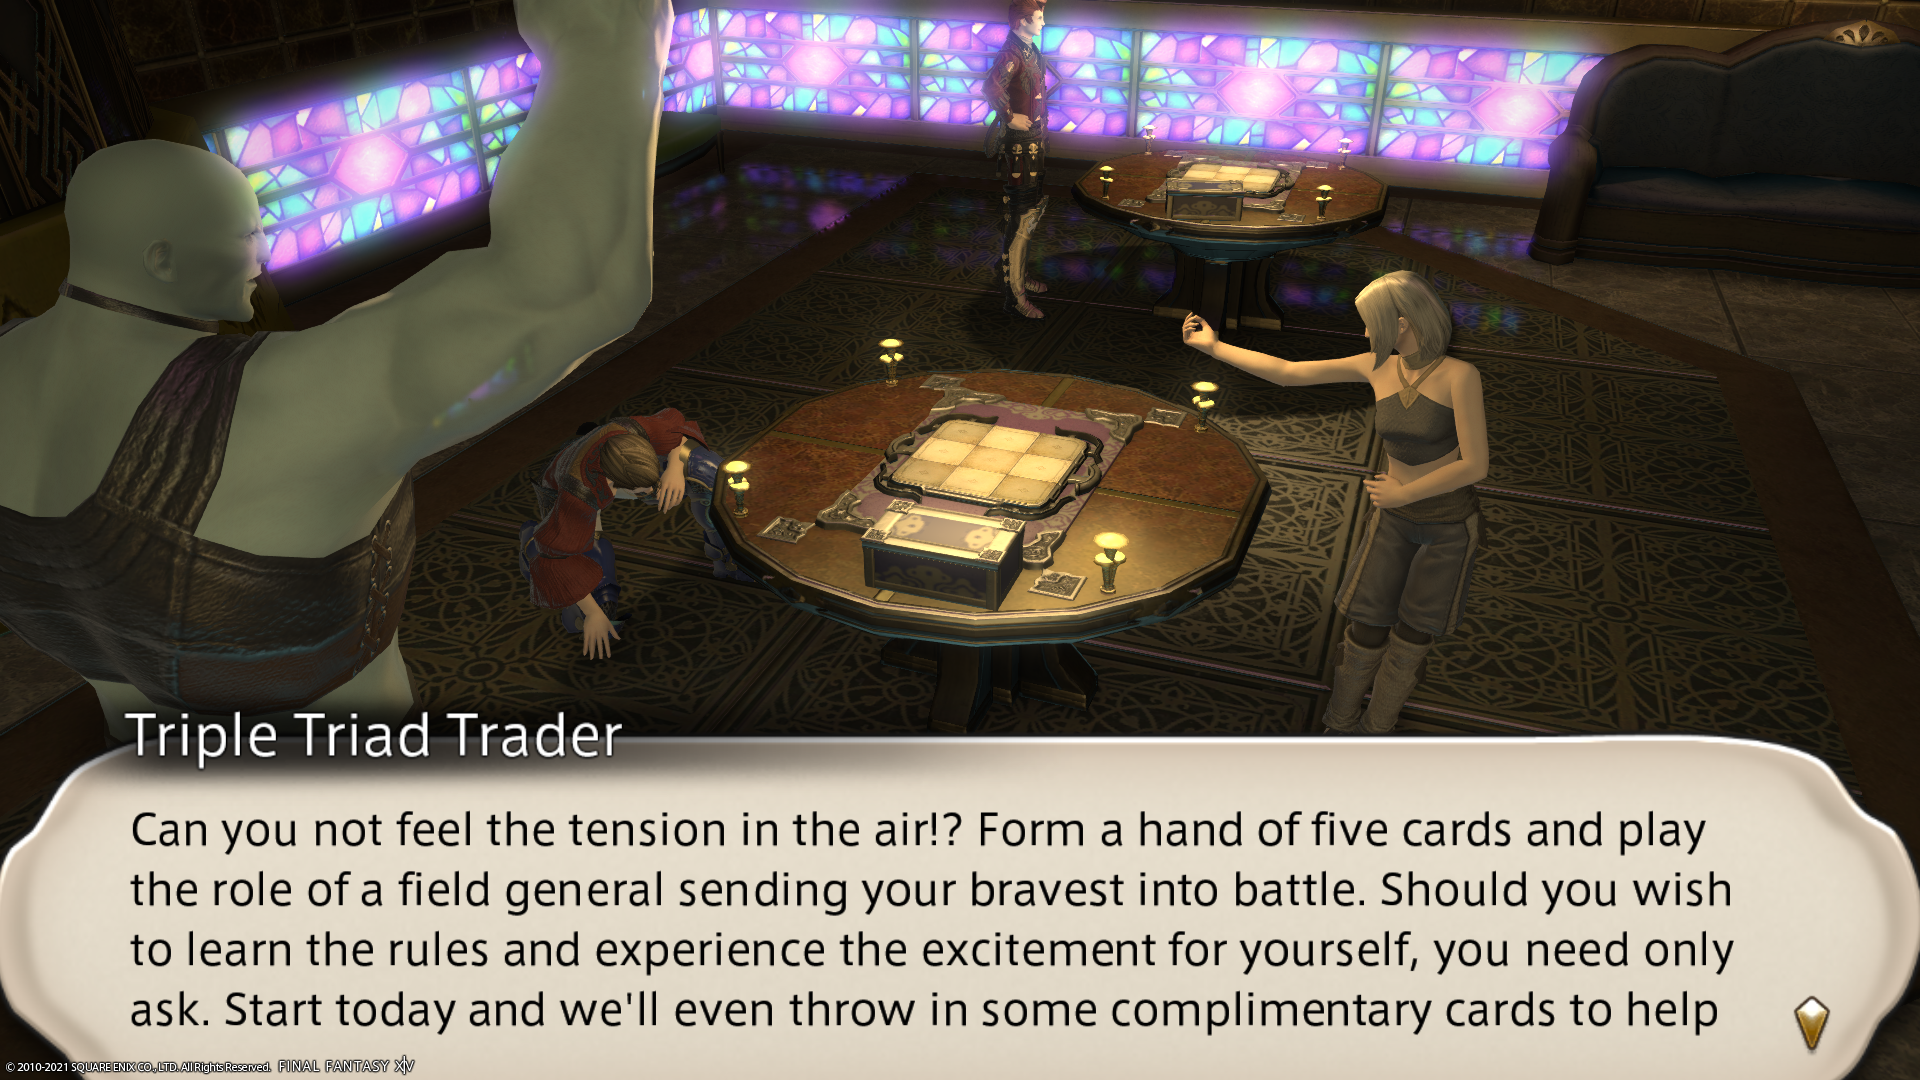 Triple Triad Trader
Can you not feel the tension in the air!? Form a hand of five cards and play
the role of a field general sending your bravest into battle. Should you wish
to learn the rules and experience the excitement for yourself, you need only
ask. Start today and we'll even throw in some complimentary cards to help
© 2010-2021 SQUARE ENIX CO., LTD. All Rights Reserved. FINAL FANTASY XIV